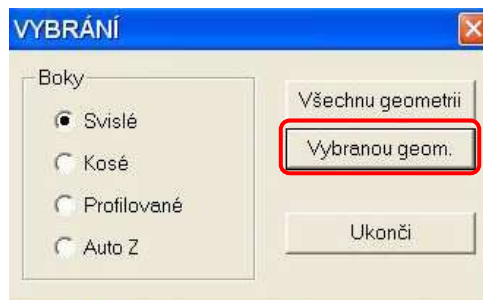 VYBRÁNÍ
Boky
Svislé
Kosé
Profilované
Auto Z
Všechnu geometrii
Vybranou geom.
Ukonči